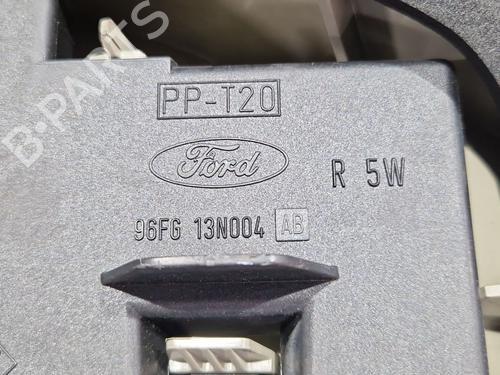 PP-T20
Ford
R 5W
96FG 13N004 AB
B-PARTS